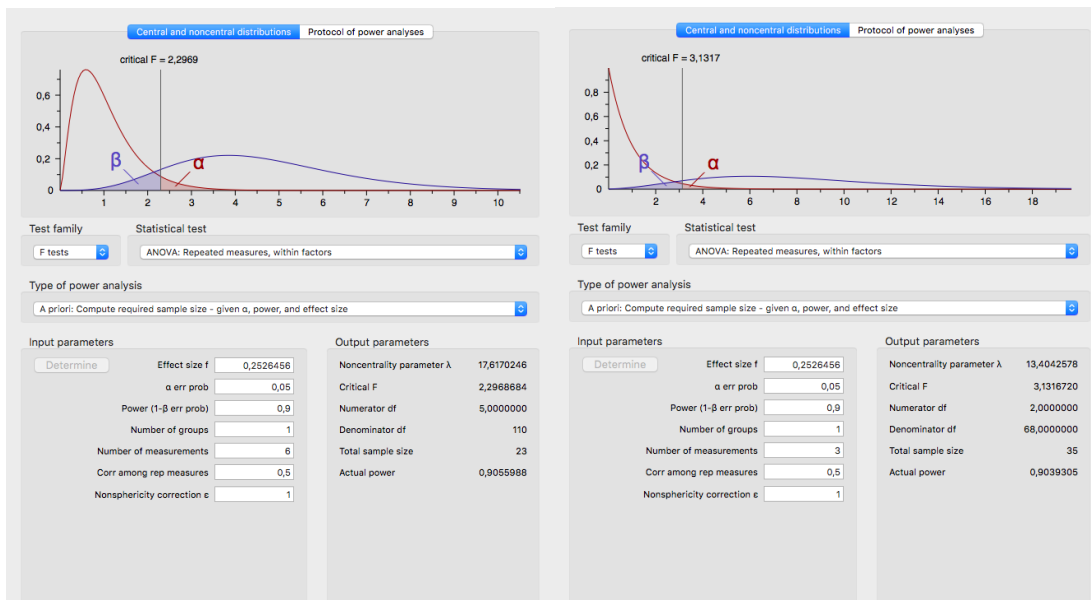 Central and noncentral distributions Protocol of power analyses
critical F = 2,2969
0,6
0,4
0,2
0
β
α
1 2 3 4 5 6 7 8 9 10
Test family Statistical test
F tests ANOVA: Repeated measures, within factors
Type of power analysis
A priori: Compute required sample size - given α, power, and effect size
Input parameters Output parameters
Determine Effect size f 0,2526456 Noncentrality parameter λ 17,6170246
α err prob 0,05 Critical F 2,2968684
Power (1-β err prob) 0,9 Numerator df 5,0000000
Number of groups 1 Denominator df 110
Number of measurements 6 Total sample size 23
Corr among rep measures 0,5 Actual power 0,9055988
Nonsphericity correction ε 1
Central and noncentral distributions Protocol of power analyses
critical F = 3,1317
0,8
0,6
0,4
0,2
0
β
α
2 4 6 8 10 12 14 16 18
Test family Statistical test
F tests ANOVA: Repeated measures, within factors
Type of power analysis
A priori: Compute required sample size - given α, power, and effect size
Input parameters Output parameters
Determine Effect size f 0,2526456 Noncentrality parameter λ 13,4042578
α err prob 0,05 Critical F 3,1316720
Power (1-β err prob) 0,9 Numerator df 2,0000000
Number of groups 1 Denominator df 68,0000000
Number of measurements 3 Total sample size 35
Corr among rep measures 0,5 Actual power 0,9039305
Nonsphericity correction ε 1